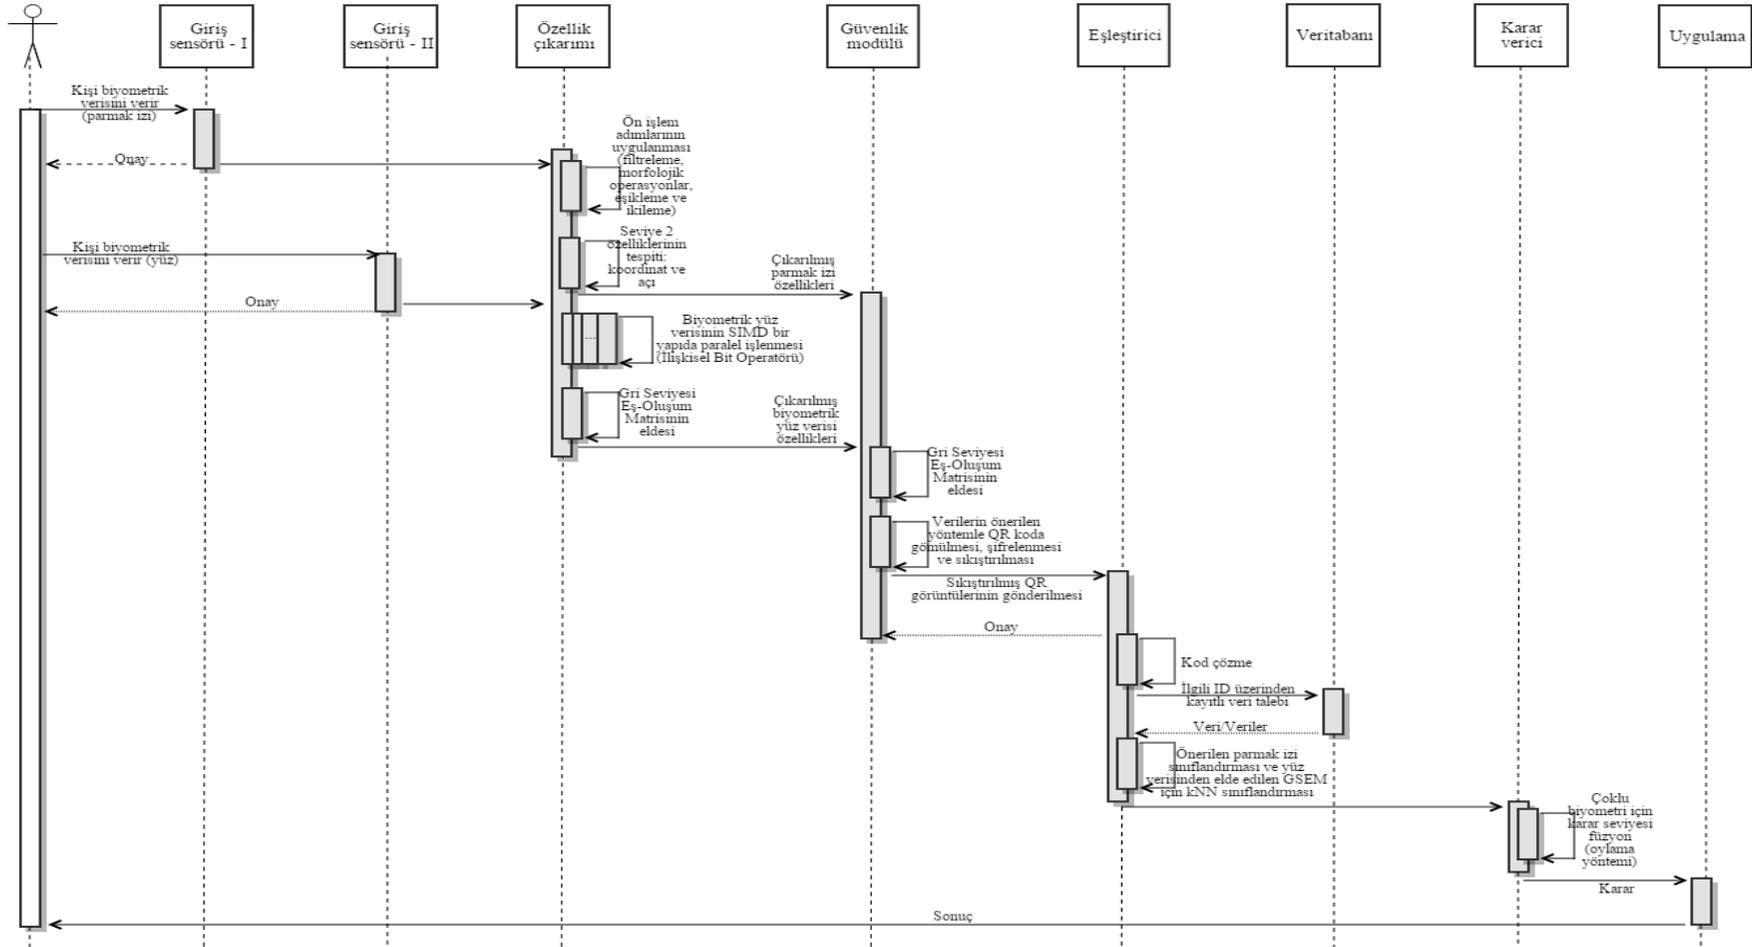 Giriş
sensörü - I
Giriş
sensörü - II
Özellik
çıkarımı
Güvenlik
modülü
Eşleştirici
Veritabanı
Karar
verici
Uygulama
Kişi biyometrik
verisini verir
(parmak izi)
Onay
Ön işlem
adımlarının
uygulanması
(filtreleme,
morfolojik
operasyonlar,
eşikleme ve
ikileme)
Kişi biyometrik
verisini verir (yüz)
Seviye 2
özelliklerinin
tespiti:
koordinat ve
açı
Çıkarılmış
parmak izi
özellikleri
Onay
Biyometrik yüz
verisinin SIMD bir
yapıda paralel işlenmesi
(İlişkisel Bit Operatörü)
...
Gri Seviyesi
Eş-Oluşum
Matrisinin
eldesi
Çıkarılmış
biyometrik
yüz verisi
özellikleri
Gri Seviyesi
Eş-Oluşum
Matrisinin
eldesi
Verilerin önerilen
yöntemle QR koda
gömülmesi, şifrelenmesi
ve sıkıştırılması
Sıkıştırılmış QR
görüntülerinin gönderilmesi
Onay
Kod çözme
İlgili ID üzerinden
kayıtlı veri talebi
Veri/Veriler
Önerilen parmak izi
sınıflandırması ve yüz
verisinden elde edilen GSEM
için kNN sınıflandırması
Çoklu
biyometri için
karar seviyesi
füzyon
(oylama
yöntemi)
Karar
Sonuç